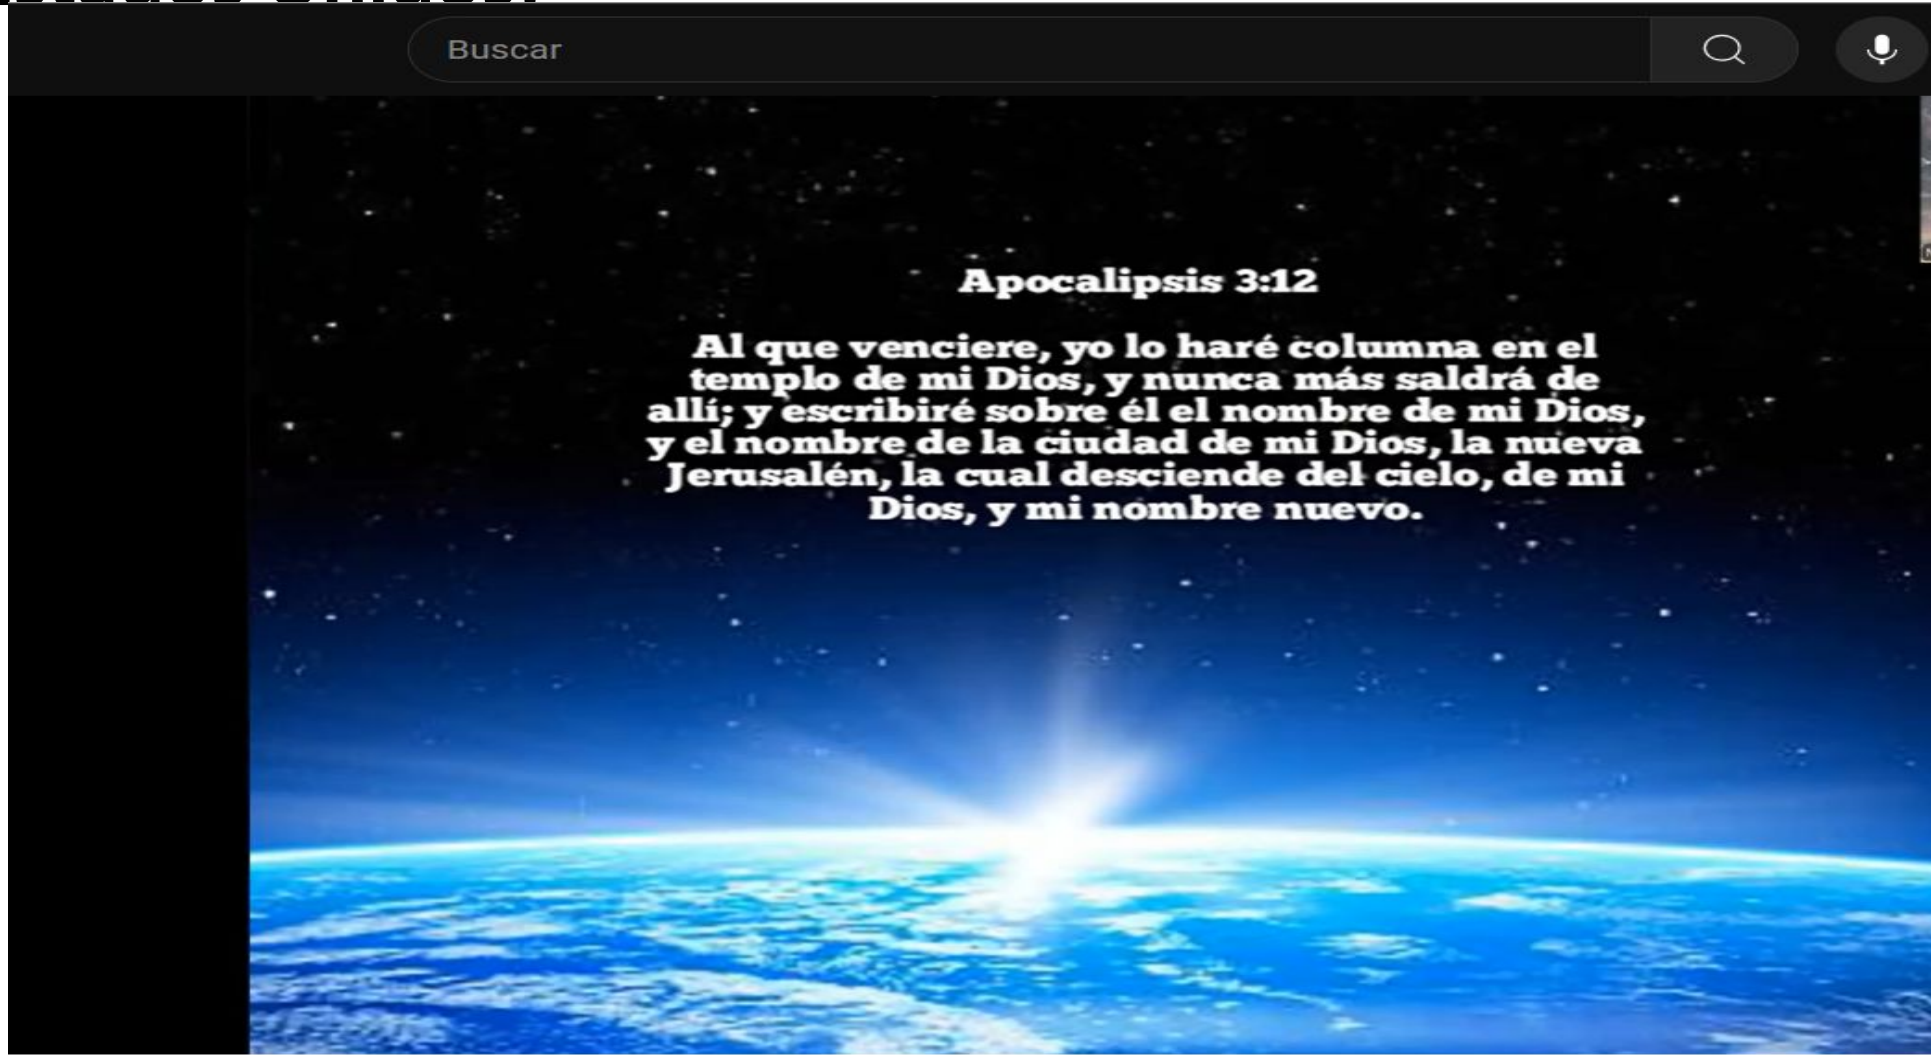 Buscar
Apocalipsis 3:12
Al que venciere, yo lo haré columna en el
templo de mi Dios, y nunca más saldrá de
allí; y escribiré sobre él el nombre de mi Dios,
y el nombre de la ciudad de mi Dios, la nueva
Jerusalén, la cual desciende del cielo, de mi
Dios, y mi nombre nuevo.